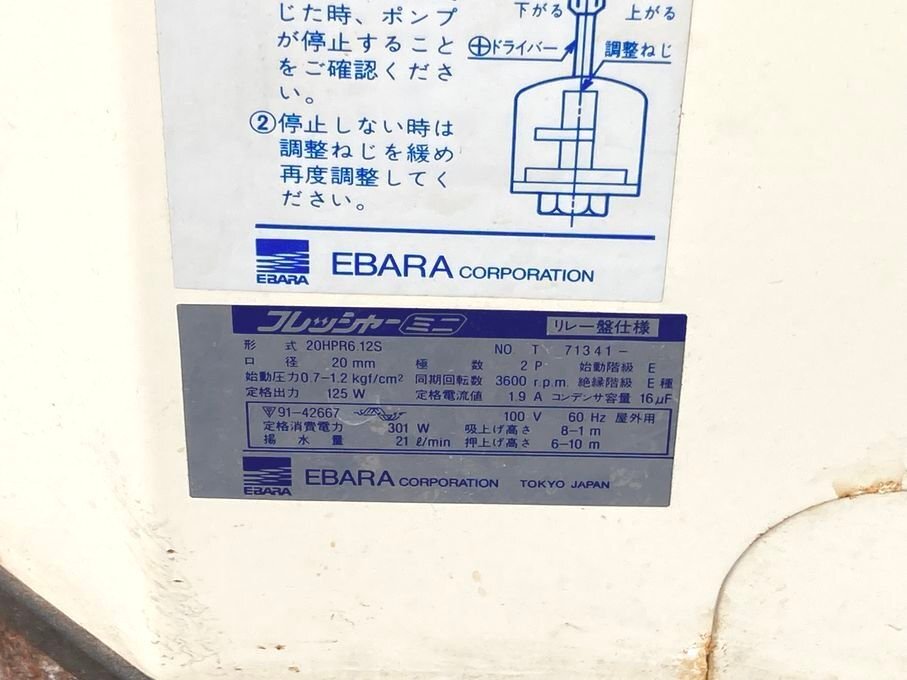 じた時、ポンプ
が停止すること
をご確認くださ
い。
②停止しない時は
調整ねじを緩め
再度調整してく
ださい。
下がる 上がる
⊕ドライバー 調整ねじ
EBARA EBARA CORPORATION
フレッシャーミニ リレー盤仕様
形式 20HPR6.12S NO. T 71341-
口径 20 mm 極数 2 P 始動階級 E
始動圧力 0.7-1.2 kgf/cm² 同期回転数 3600 r.p.m. 絶縁階級 E 種
定格出力 125 W 定格電流値 1.9 A コンデンサ容量 16 μF
91-42667 100 V 60 Hz 屋外用
定格消費電力 301 W 吸上げ高さ 8-1 m
揚水量 21 ℓ/min 押上げ高さ 6-10 m
EBARA EBARA CORPORATION TOKYO JAPAN